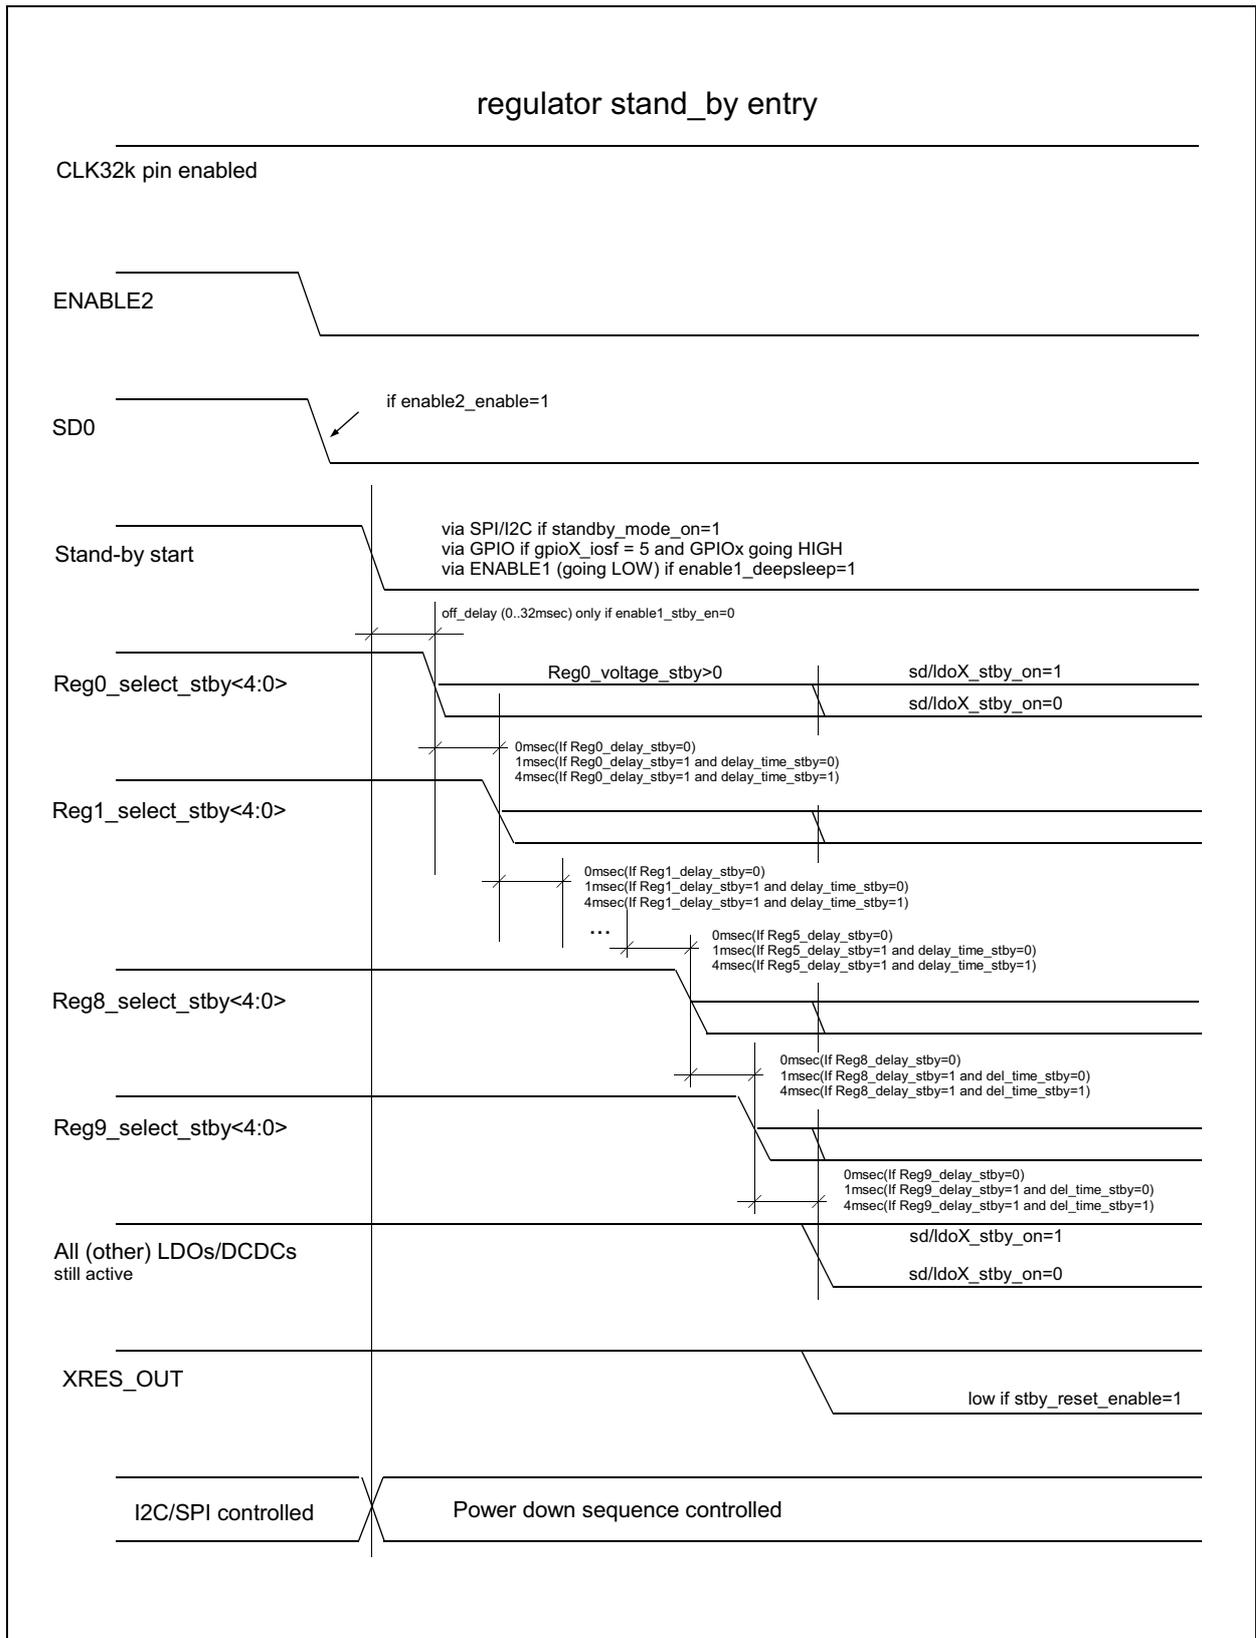 regulator stand_by entry
CLK32k pin enabled
ENABLE2
if enable2_enable=1
SD0
via SPI/I2C if standby_mode_on=1
via GPIO if gpioX_iosf = 5 and GPIOx going HIGH
via ENABLE1 (going LOW) if enable1_deepsleep=1
Stand-by start
off_delay (0..32msec) only if enable1_stby_en=0
Reg0_select_stby<4:0>
Reg0_voltage_stby>0
sd/ldoX_stby_on=1
sd/ldoX_stby_on=0
0msec(If Reg0_delay_stby=0)
1msec(If Reg0_delay_stby=1 and delay_time_stby=0)
4msec(If Reg0_delay_stby=1 and delay_time_stby=1)
Reg1_select_stby<4:0>
0msec(If Reg1_delay_stby=0)
1msec(If Reg1_delay_stby=1 and delay_time_stby=0)
4msec(If Reg1_delay_stby=1 and delay_time_stby=1)
...
0msec(If Reg5_delay_stby=0)
1msec(If Reg5_delay_stby=1 and delay_time_stby=0)
4msec(If Reg5_delay_stby=1 and delay_time_stby=1)
Reg8_select_stby<4:0>
0msec(If Reg8_delay_stby=0)
1msec(If Reg8_delay_stby=1 and del_time_stby=0)
4msec(If Reg8_delay_stby=1 and del_time_stby=1)
Reg9_select_stby<4:0>
0msec(If Reg9_delay_stby=0)
1msec(If Reg9_delay_stby=1 and del_time_stby=0)
4msec(If Reg9_delay_stby=1 and del_time_stby=1)
All (other) LDOs/DCDCs
still active
sd/ldoX_stby_on=1
sd/ldoX_stby_on=0
XRES_OUT
low if stby_reset_enable=1
I2C/SPI controlled
Power down sequence controlled